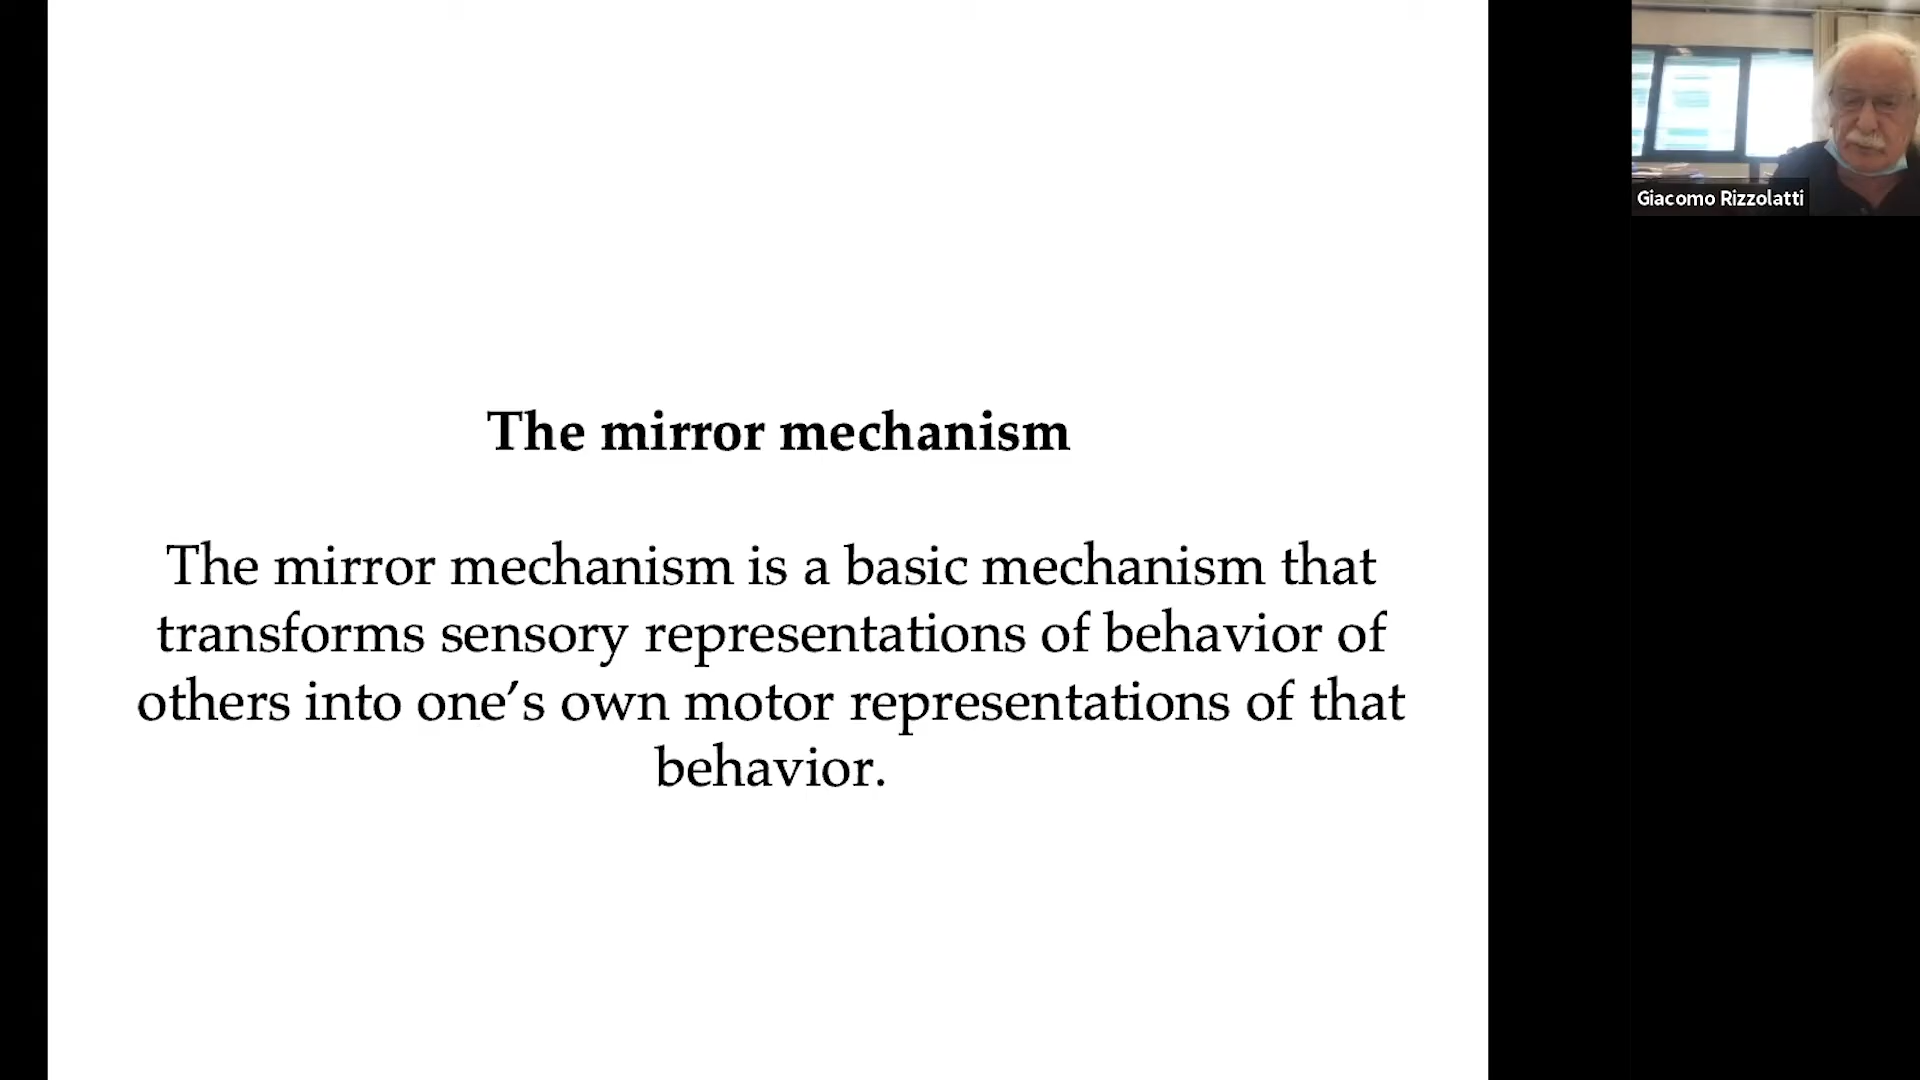 The mirror mechanism
The mirror mechanism is a basic mechanism that
transforms sensory representations of behavior of
others into one’s own motor representations of that
behavior.
Giacomo Rizzolatti